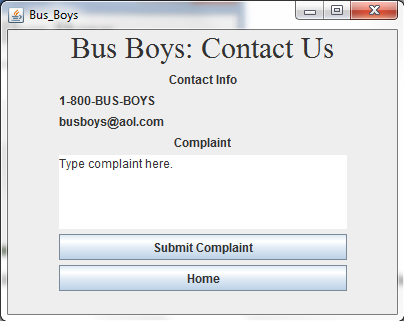 Bus_Boys
Bus Boys: Contact Us
Contact Info
1-800-BUS-BOYS
busboys@aol.com
Complaint
Type complaint here.
Submit Complaint
Home